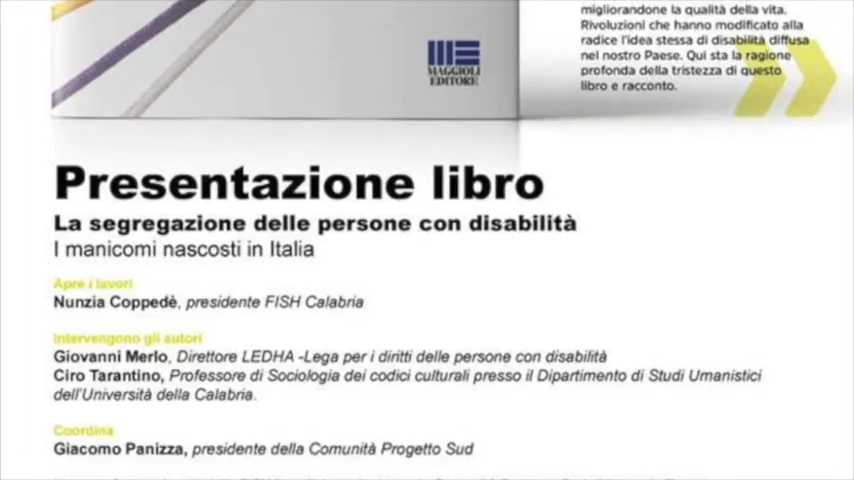 migliorandone la qualità della vita.
Rivoluzioni che hanno modificato alla
radice l'idea stessa di disabilità diffusa
nel nostro Paese. Qui sta la ragione
profonda della tristezza di questo
libro e racconto.
MAGGIOLI
EDITORE
Presentazione libro
La segregazione delle persone con disabilità
I manicomi nascosti in Italia
Apre i lavori
Nunzia Coppedè, presidente FISH Calabria
Intervengono gli autori
Giovanni Merlo, Direttore LEDHA -Lega per i diritti delle persone con disabilità
Ciro Tarantino, Professore di Sociologia dei codici culturali presso il Dipartimento di Studi Umanistici
dell'Università della Calabria.
Coordina
Giacomo Panizza, presidente della Comunità Progetto Sud